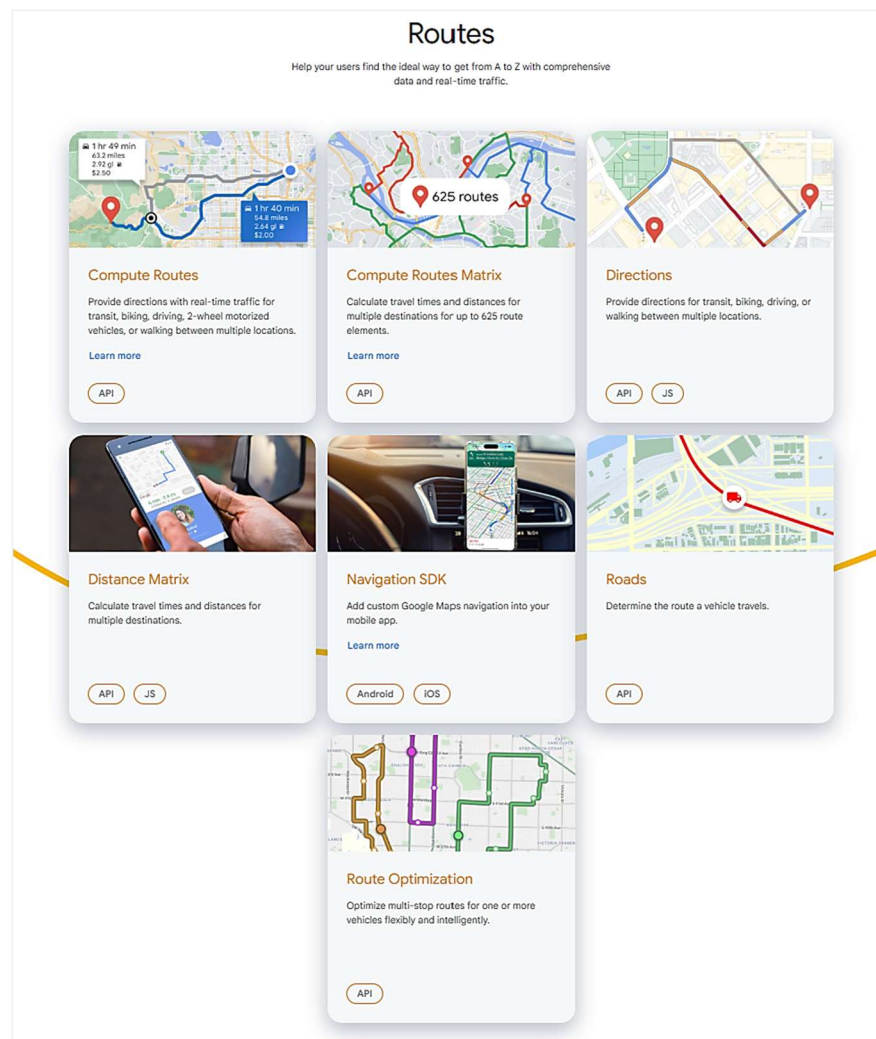 Routes
Help your users find the ideal way to get from A to Z with comprehensive
data and real-time traffic.
1 hr 49 min
63.2 miles
2.92 gl
$2.50
1 hr 40 min
54.8 miles
2.64 gl
$2.00
625 routes
Compute Routes
Provide directions with real-time traffic for
transit, biking, driving, 2-wheel motorized
vehicles, or walking between multiple locations.
Learn more
API
Compute Routes Matrix
Calculate travel times and distances for
multiple destinations for up to 625 route
elements.
Learn more
API
Directions
Provide directions for transit, biking, driving, or
walking between multiple locations.
API
JS
Distance Matrix
Calculate travel times and distances for
multiple destinations.
API
JS
Navigation SDK
Add custom Google Maps navigation into your
mobile app.
Learn more
Android
iOS
Roads
Determine the route a vehicle travels.
API
Route Optimization
Optimize multi-stop routes for one or more
vehicles flexibly and intelligently.
API